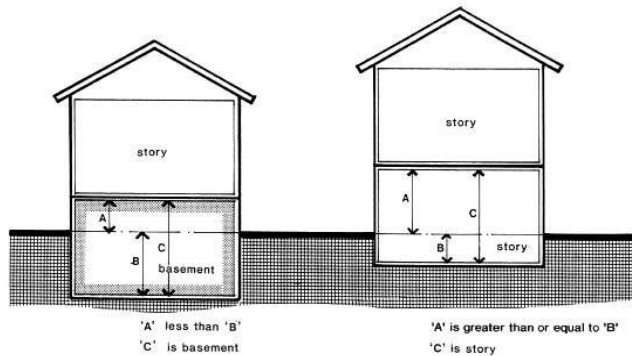 story
A
B
C
basement
'A' less than 'B'
'C' is basement
story
A
B
C
story
'A' is greater than or equal to 'B'
'C' is story